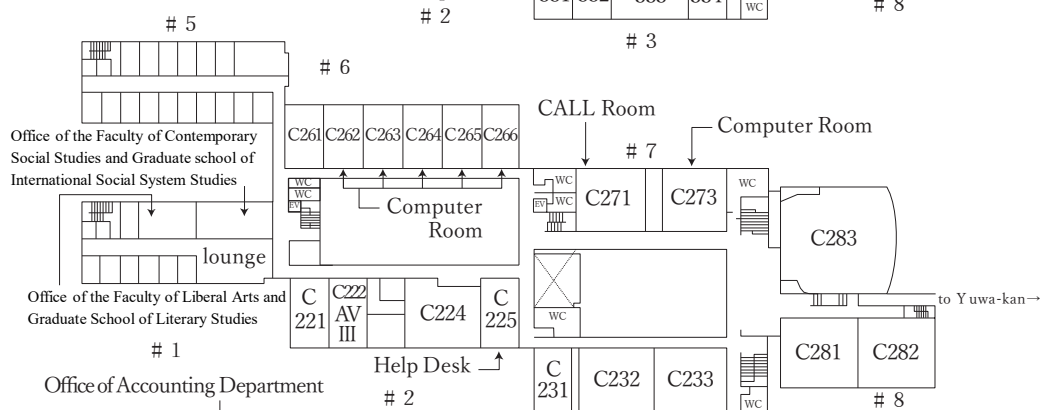 # 5
# 2
# 3
WC
# 8
# 6
C261
C262
C263
C264
C265
C266
CALL Room
Computer Room
# 7
Office of the Faculty of Contemporary
Social Studies and Graduate school of
International Social System Studies
WC
WC
EV
Computer
Room
WC
WC
EV
C271
C273
WC
C283
lounge
Office of the Faculty of Liberal Arts and
Graduate School of Literary Studies
C
221
C222
AV
III
C224
C
225
WC
to Yuwa-kan→
C281
C282
# 1
Help Desk
C
231
C232
C233
WC
Office of Accounting Department
# 2
# 8